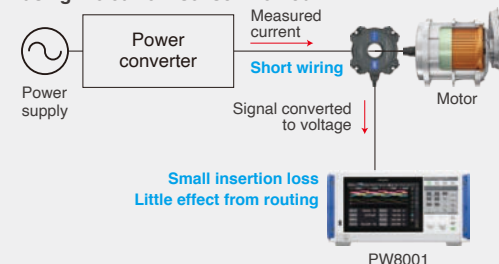 Measured
current
Power
converter
Short wiring
Power
supply
Motor
Signal converted
to voltage
Small insertion loss
Little effect from routing
PW8001